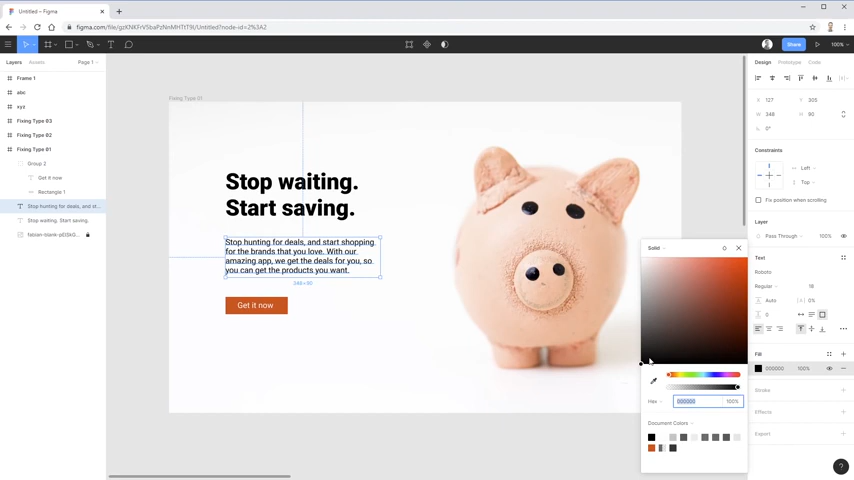 Untitled – Figma
figma.com/file/gzKNKFrVSbaPzNnMHTtT9I/Untitled?node-id=2%3A2
Share
100%
Layers
Assets
Page 1
Design
Prototype
Code
Frame 1
abc
xyz
Fixing Type 03
Fixing Type 02
Fixing Type 01
Group 2
Get it now
Rectangle 1
Stop hunting for deals, and st...
Stop waiting. Start saving.
Fixing Type 01
Stop waiting.
Start saving.
Stop hunting for deals, and start shopping
for the brands that you love. With our
amazing app, we get the deals for you, so
you can get the products you want.
348×90
Get it now
Solid
Hex
000000
100%
Document Colors
X 127
Y 305
W 348
H 90
0°
Constraints
Left
Top
Fix position when scrolling
Layer
Pass Through
100%
Text
Roboto
Regular
18
Auto
0%
0
Fill
000000
100%
Stroke
Effects
Export
?